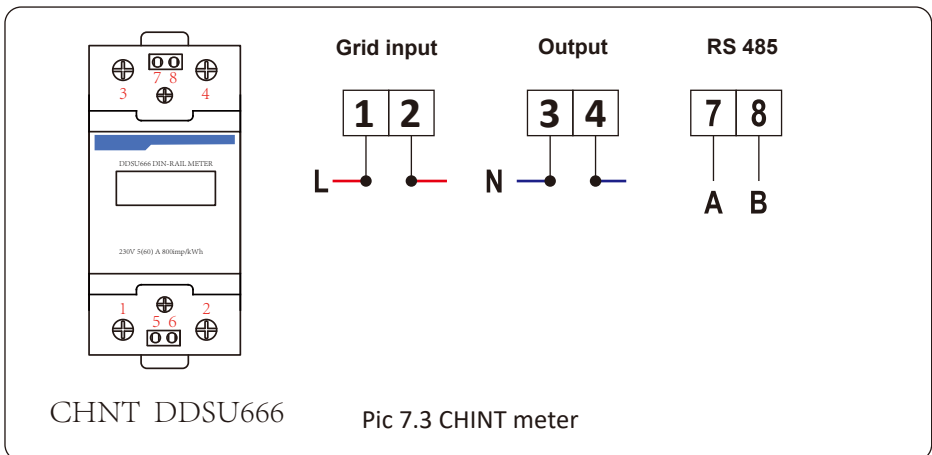 Grid input
Output
RS 485
7 8
3
4
1 2
3 4
7 8
DDSU666 DIN-RAIL METER
L
N
A B
230V 5(60) A 800imp/kWh
1
2
5 6
CHNT DDSU666
Pic 7.3 CHINT meter